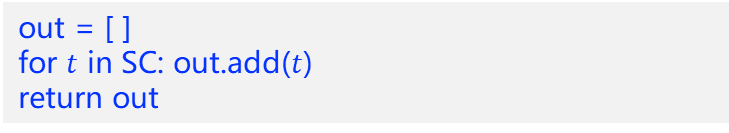 out = [ ]
for t in SC: out.add(t)
return out